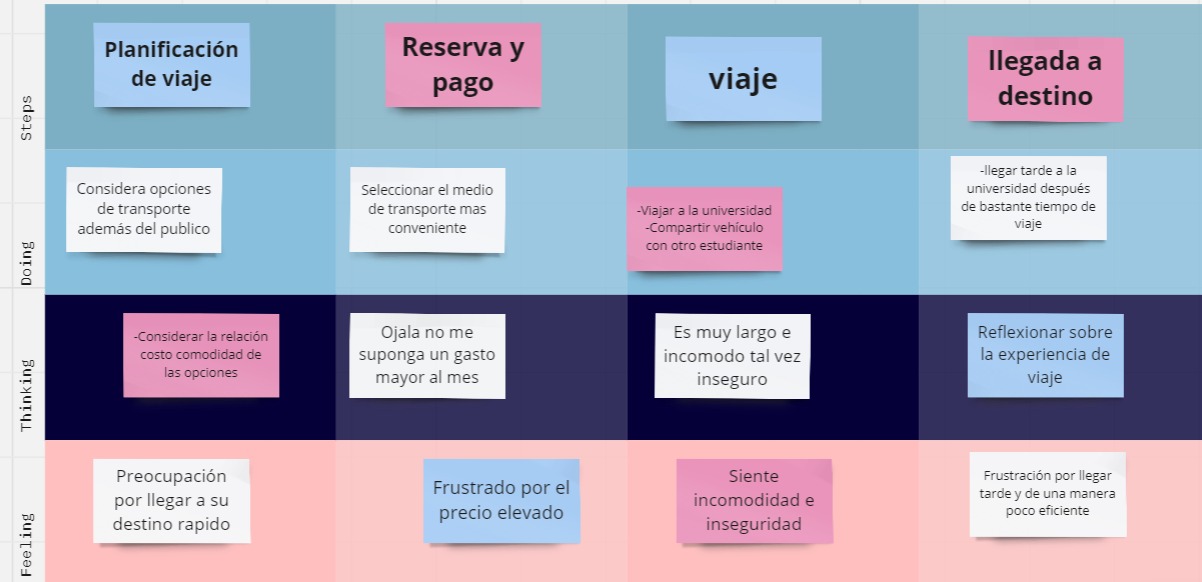 Steps
Planificación
de viaje
Reserva y
pago
viaje
llegada a
destino
Doing
Considera opciones
de transporte
además del publico
Seleccionar el medio
de transporte mas
conveniente
-Viajar a la universidad
-Compartir vehículo
con otro estudiante
-llegar tarde a la
universidad después
de bastante tiempo de
viaje
Thinking
-Considerar la relación
costo comodidad de
las opciones
Ojala no me
suponga un gasto
mayor al mes
Es muy largo e
incomodo tal vez
inseguro
Reflexionar sobre
la experiencia de
viaje
Feeling
Preocupación
por llegar a su
destino rapido
Frustrado por el
precio elevado
Siente
incomodidad e
inseguridad
Frustración por llegar
tarde y de una manera
poco eficiente